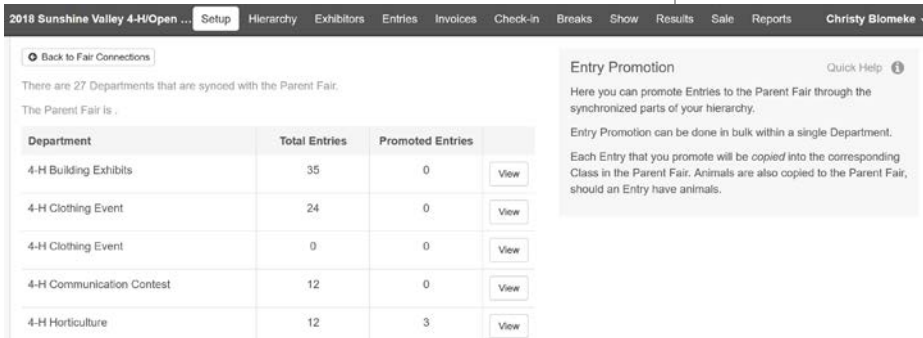 2018 Sunshine Valley 4-H/Open ... Setup Hierarchy Exhibitors Entries Invoices Check-in Breaks Show Results Sale Reports Christy Blomeke
Back to Fair Connections
There are 27 Departments that are synced with the Parent Fair.
The Parent Fair is .
Department Total Entries Promoted Entries
4-H Building Exhibits 35 0 View
4-H Clothing Event 24 0 View
4-H Clothing Event 0 0 View
4-H Communication Contest 12 0 View
4-H Horticulture 12 3 View
Entry Promotion Quick Help
Here you can promote Entries to the Parent Fair through the
synchronized parts of your hierarchy.
Entry Promotion can be done in bulk within a single Department.
Each Entry that you promote will be copied into the corresponding
Class in the Parent Fair. Animals are also copied to the Parent Fair,
should an Entry have animals.